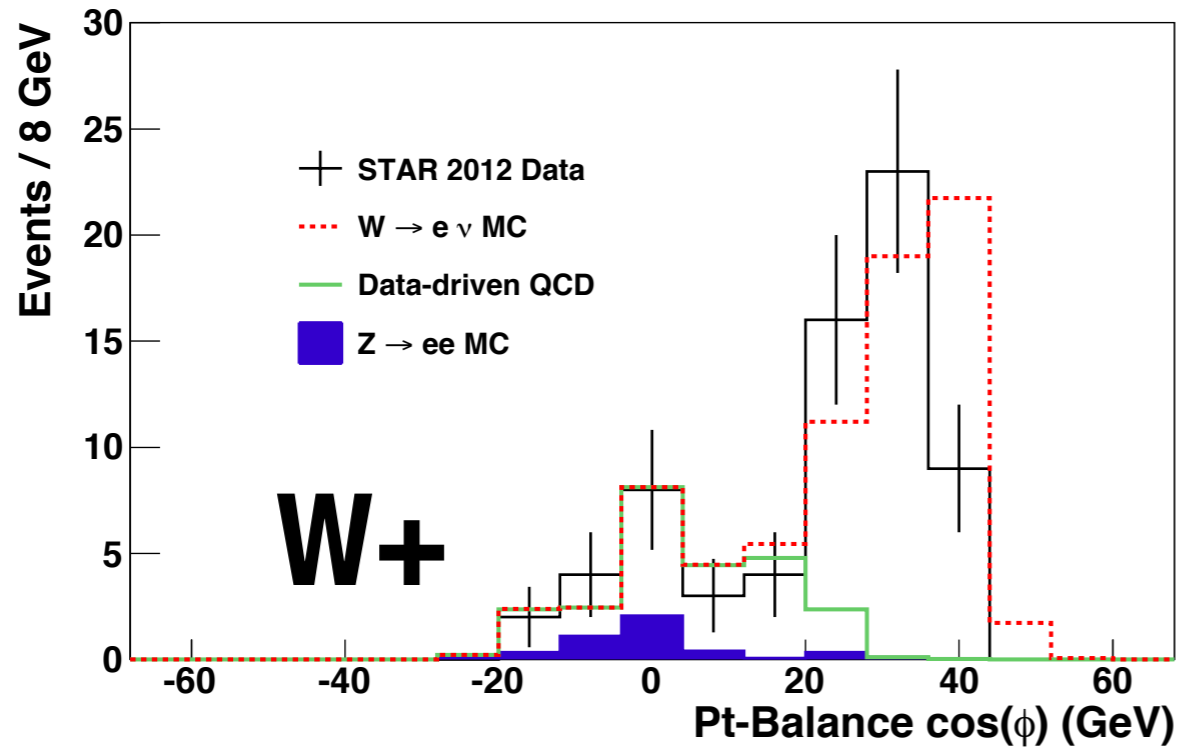 Events / 8 GeV
30
25
20
15
10
5
0
STAR 2012 Data
W → e ν MC
Data-driven QCD
Z → ee MC
W+
-60 -40 -20 0 20 40 60
Pt-Balance cos(ϕ) (GeV)